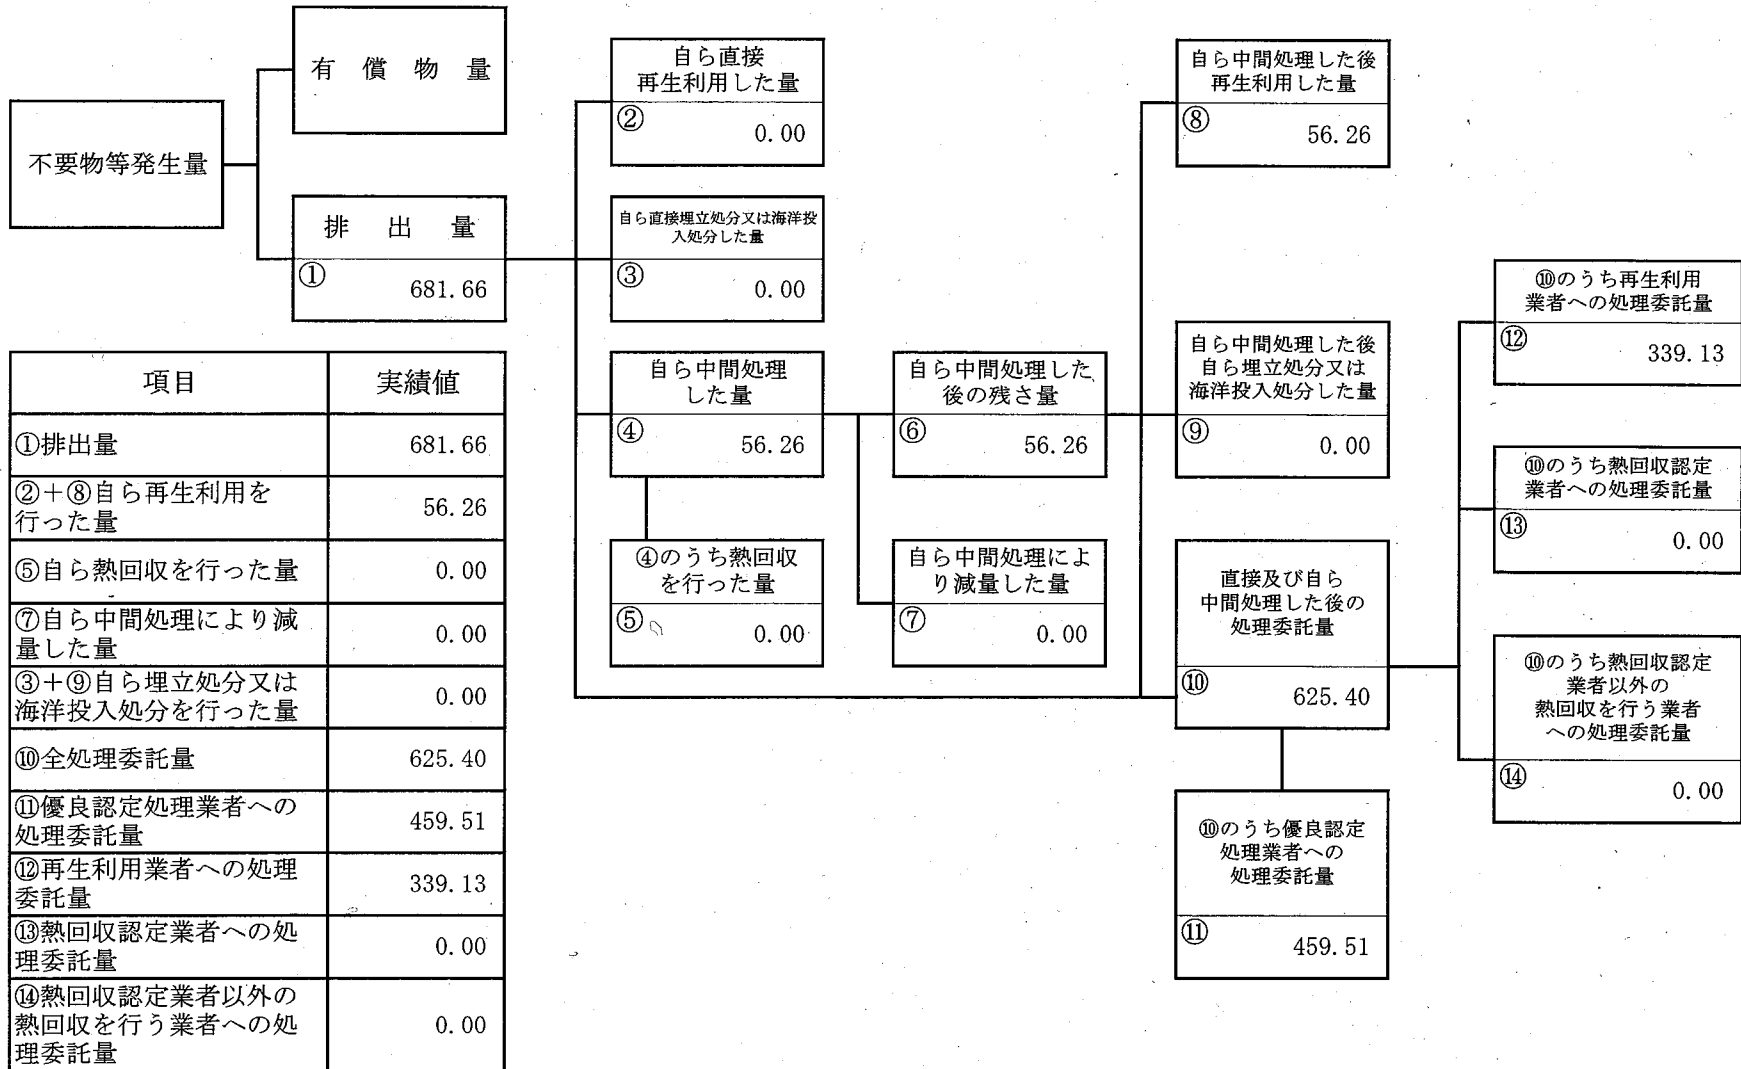 不要物等発生量
有償物量
排出量
①
681.66
自ら直接
再生利用した量
②
0.00
自ら直接埋立処分又は海洋投
入処分した量
③
0.00
自ら中間処理
した量
④
56.26
④のうち熱回収
を行った量
⑤
0.00
自ら中間処理した
後の残さ量
⑥
56.26
自ら中間処理によ
り減量した量
⑦
0.00
自ら中間処理した後
再生利用した量
⑧
56.26
自ら中間処理した後
自ら埋立処分又は
海洋投入処分した量
⑨
0.00
直接及び自ら
中間処理した後の
処理委託量
⑩
625.40
⑩のうち優良認定
処理業者への
処理委託量
⑪
459.51
⑩のうち再生利用
業者への処理委託量
⑫
339.13
⑩のうち熱回収認定
業者への処理委託量
⑬
0.00
⑩のうち熱回収認定
業者以外の
熱回収を行う業者
への処理委託量
⑭
0.00
項目 実績値
①排出量 681.66
②+⑧自ら再生利用を
行った量 56.26
⑤自ら熱回収を行った量 0.00
⑦自ら中間処理により減
量した量 0.00
③+⑨自ら埋立処分又は
海洋投入処分を行った量 0.00
⑩全処理委託量 625.40
⑪優良認定処理業者への
処理委託量 459.51
⑫再生利用業者への処理
委託量 339.13
⑬熱回収認定業者への処
理委託量 0.00
⑭熱回収認定業者以外の
熱回収を行う業者への処
理委託量 0.00